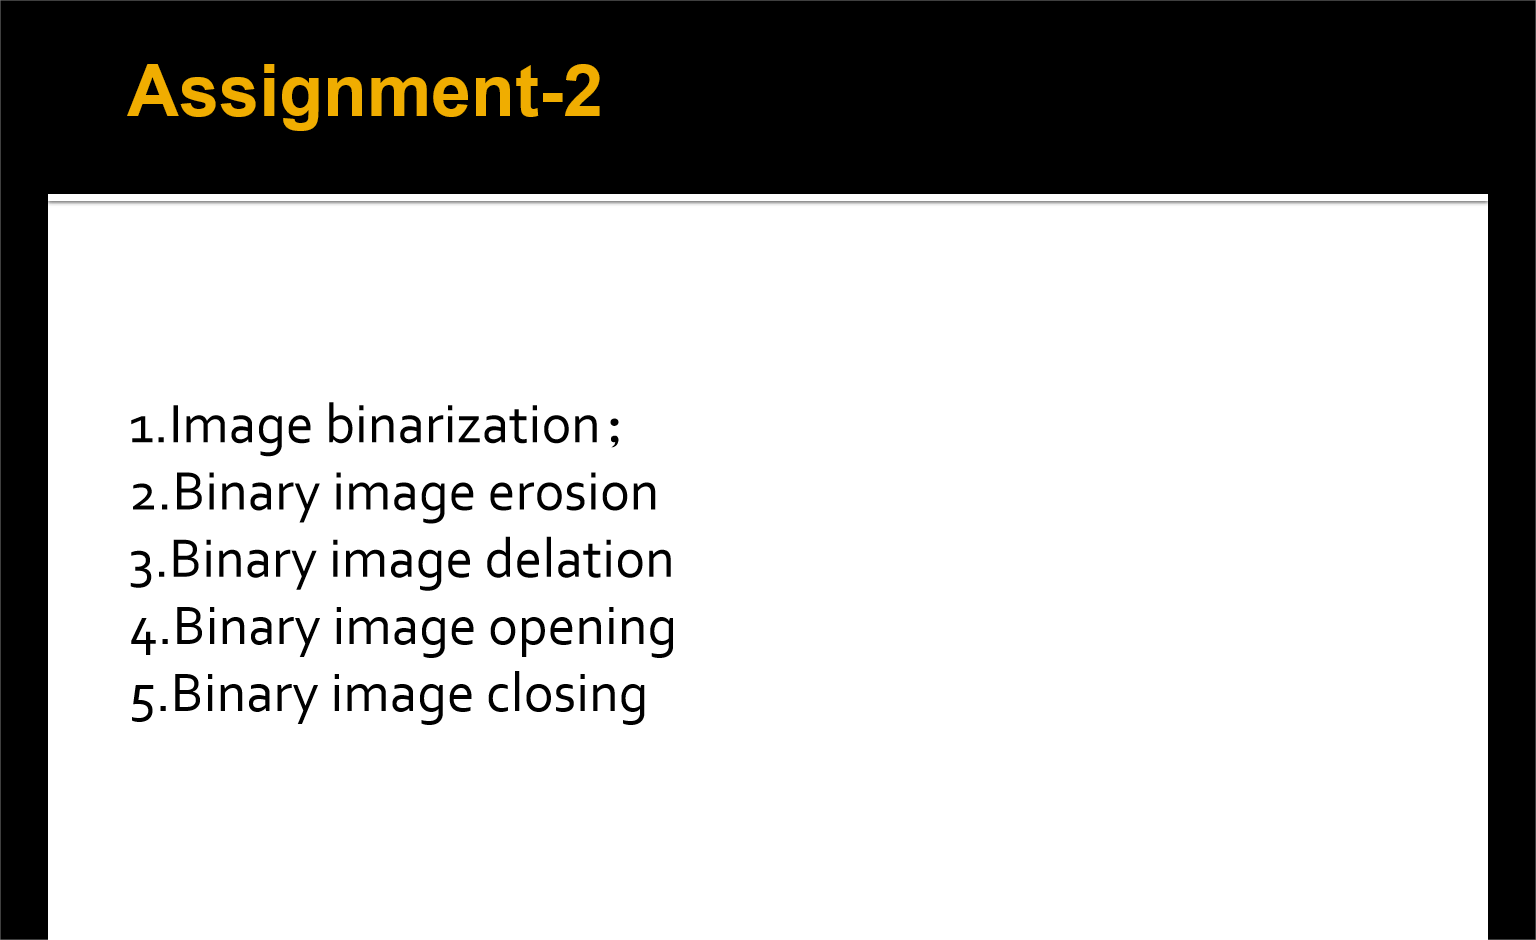 Assignment-2
1.Image binarization;
2.Binary image erosion
3.Binary image delation
4.Binary image opening
5.Binary image closing